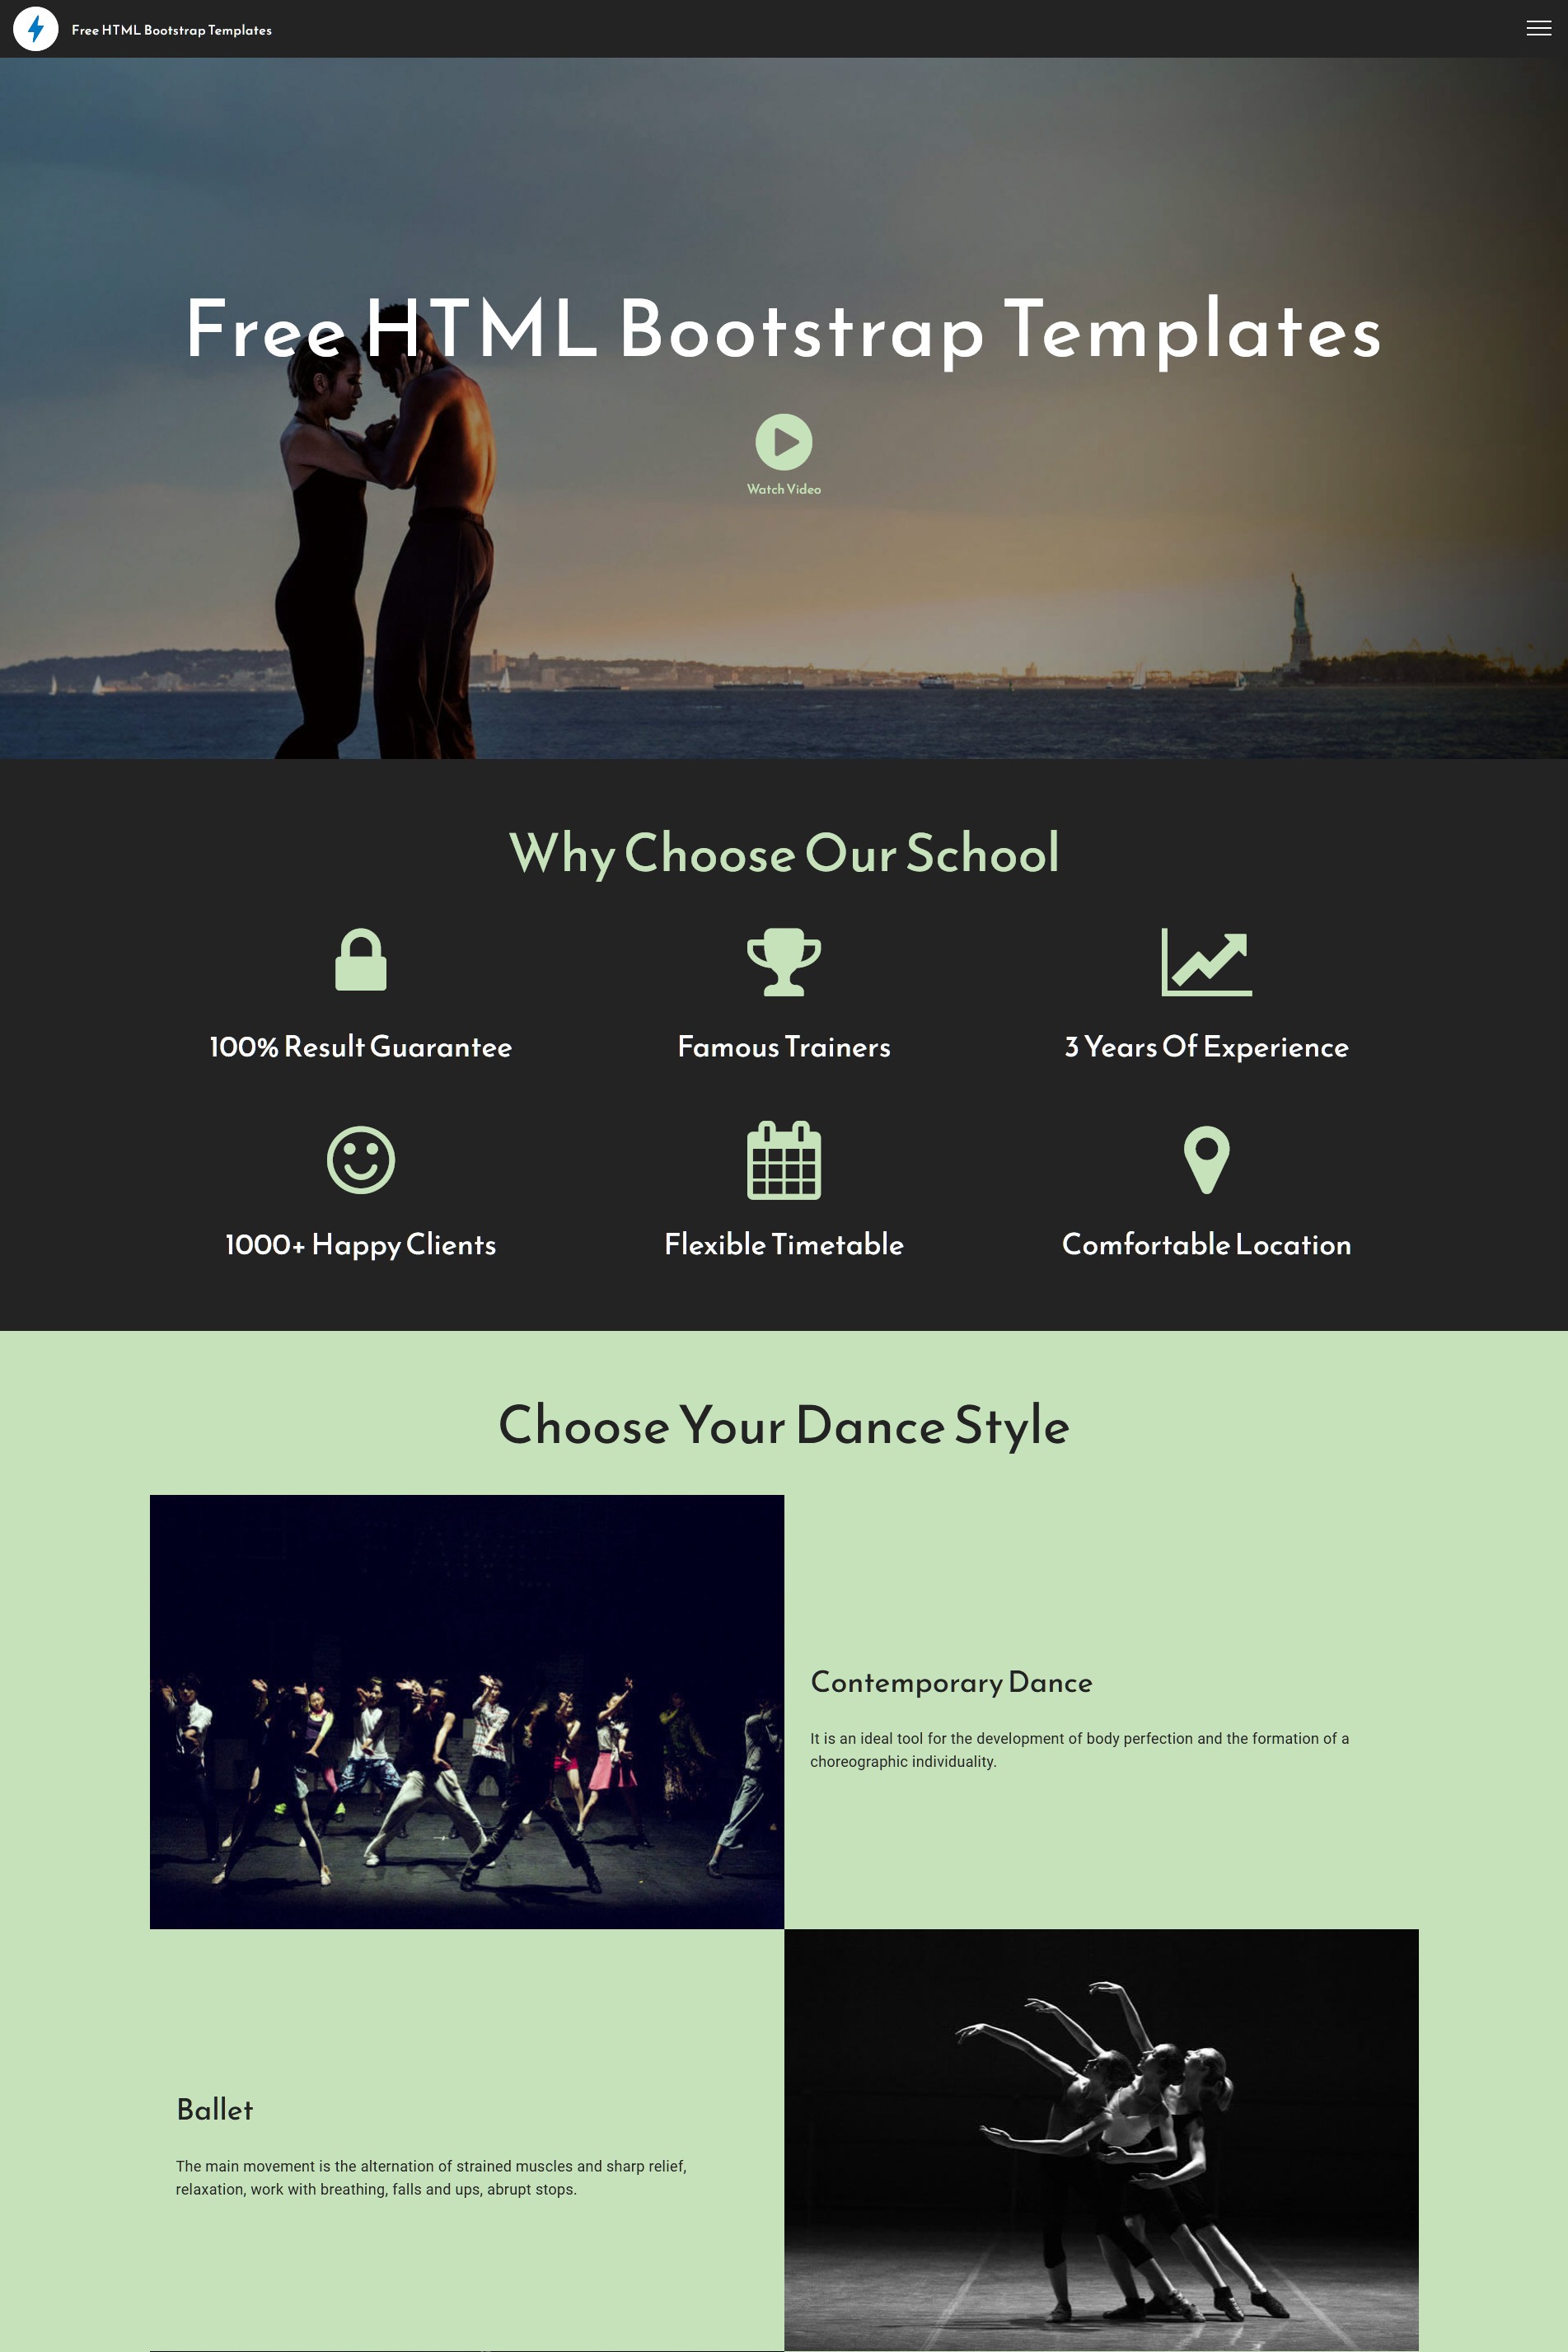 Free HTML Bootstrap Templates
Free HTML Bootstrap Templates
Watch Video
Why Choose Our School
100% Result Guarantee
Famous Trainers
3 Years Of Experience
1000+ Happy Clients
Flexible Timetable
Comfortable Location
Choose Your Dance Style
Contemporary Dance
It is an ideal tool for the development of body perfection and the formation of a
choreographic individuality.
Ballet
The main movement is the alternation of strained muscles and sharp relief,
relaxation, work with breathing, falls and ups, abrupt stops.